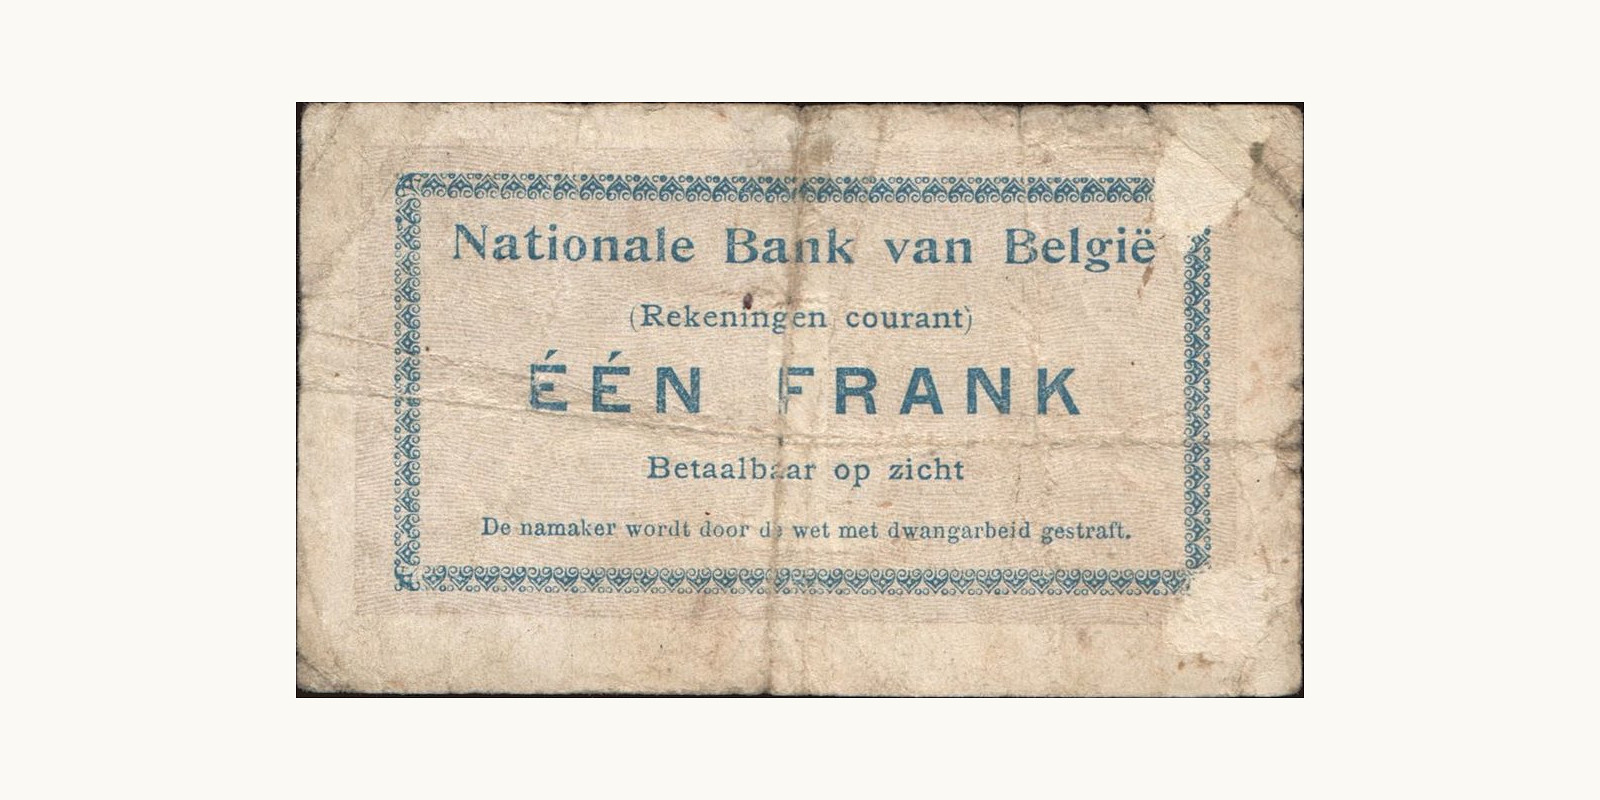 Nationale Bank van België
(Rekeningen courant)
ÉÉN FRANK
Betaalbaar op zicht
De namaker wordt door de wet met dwangarbeid gestraft.